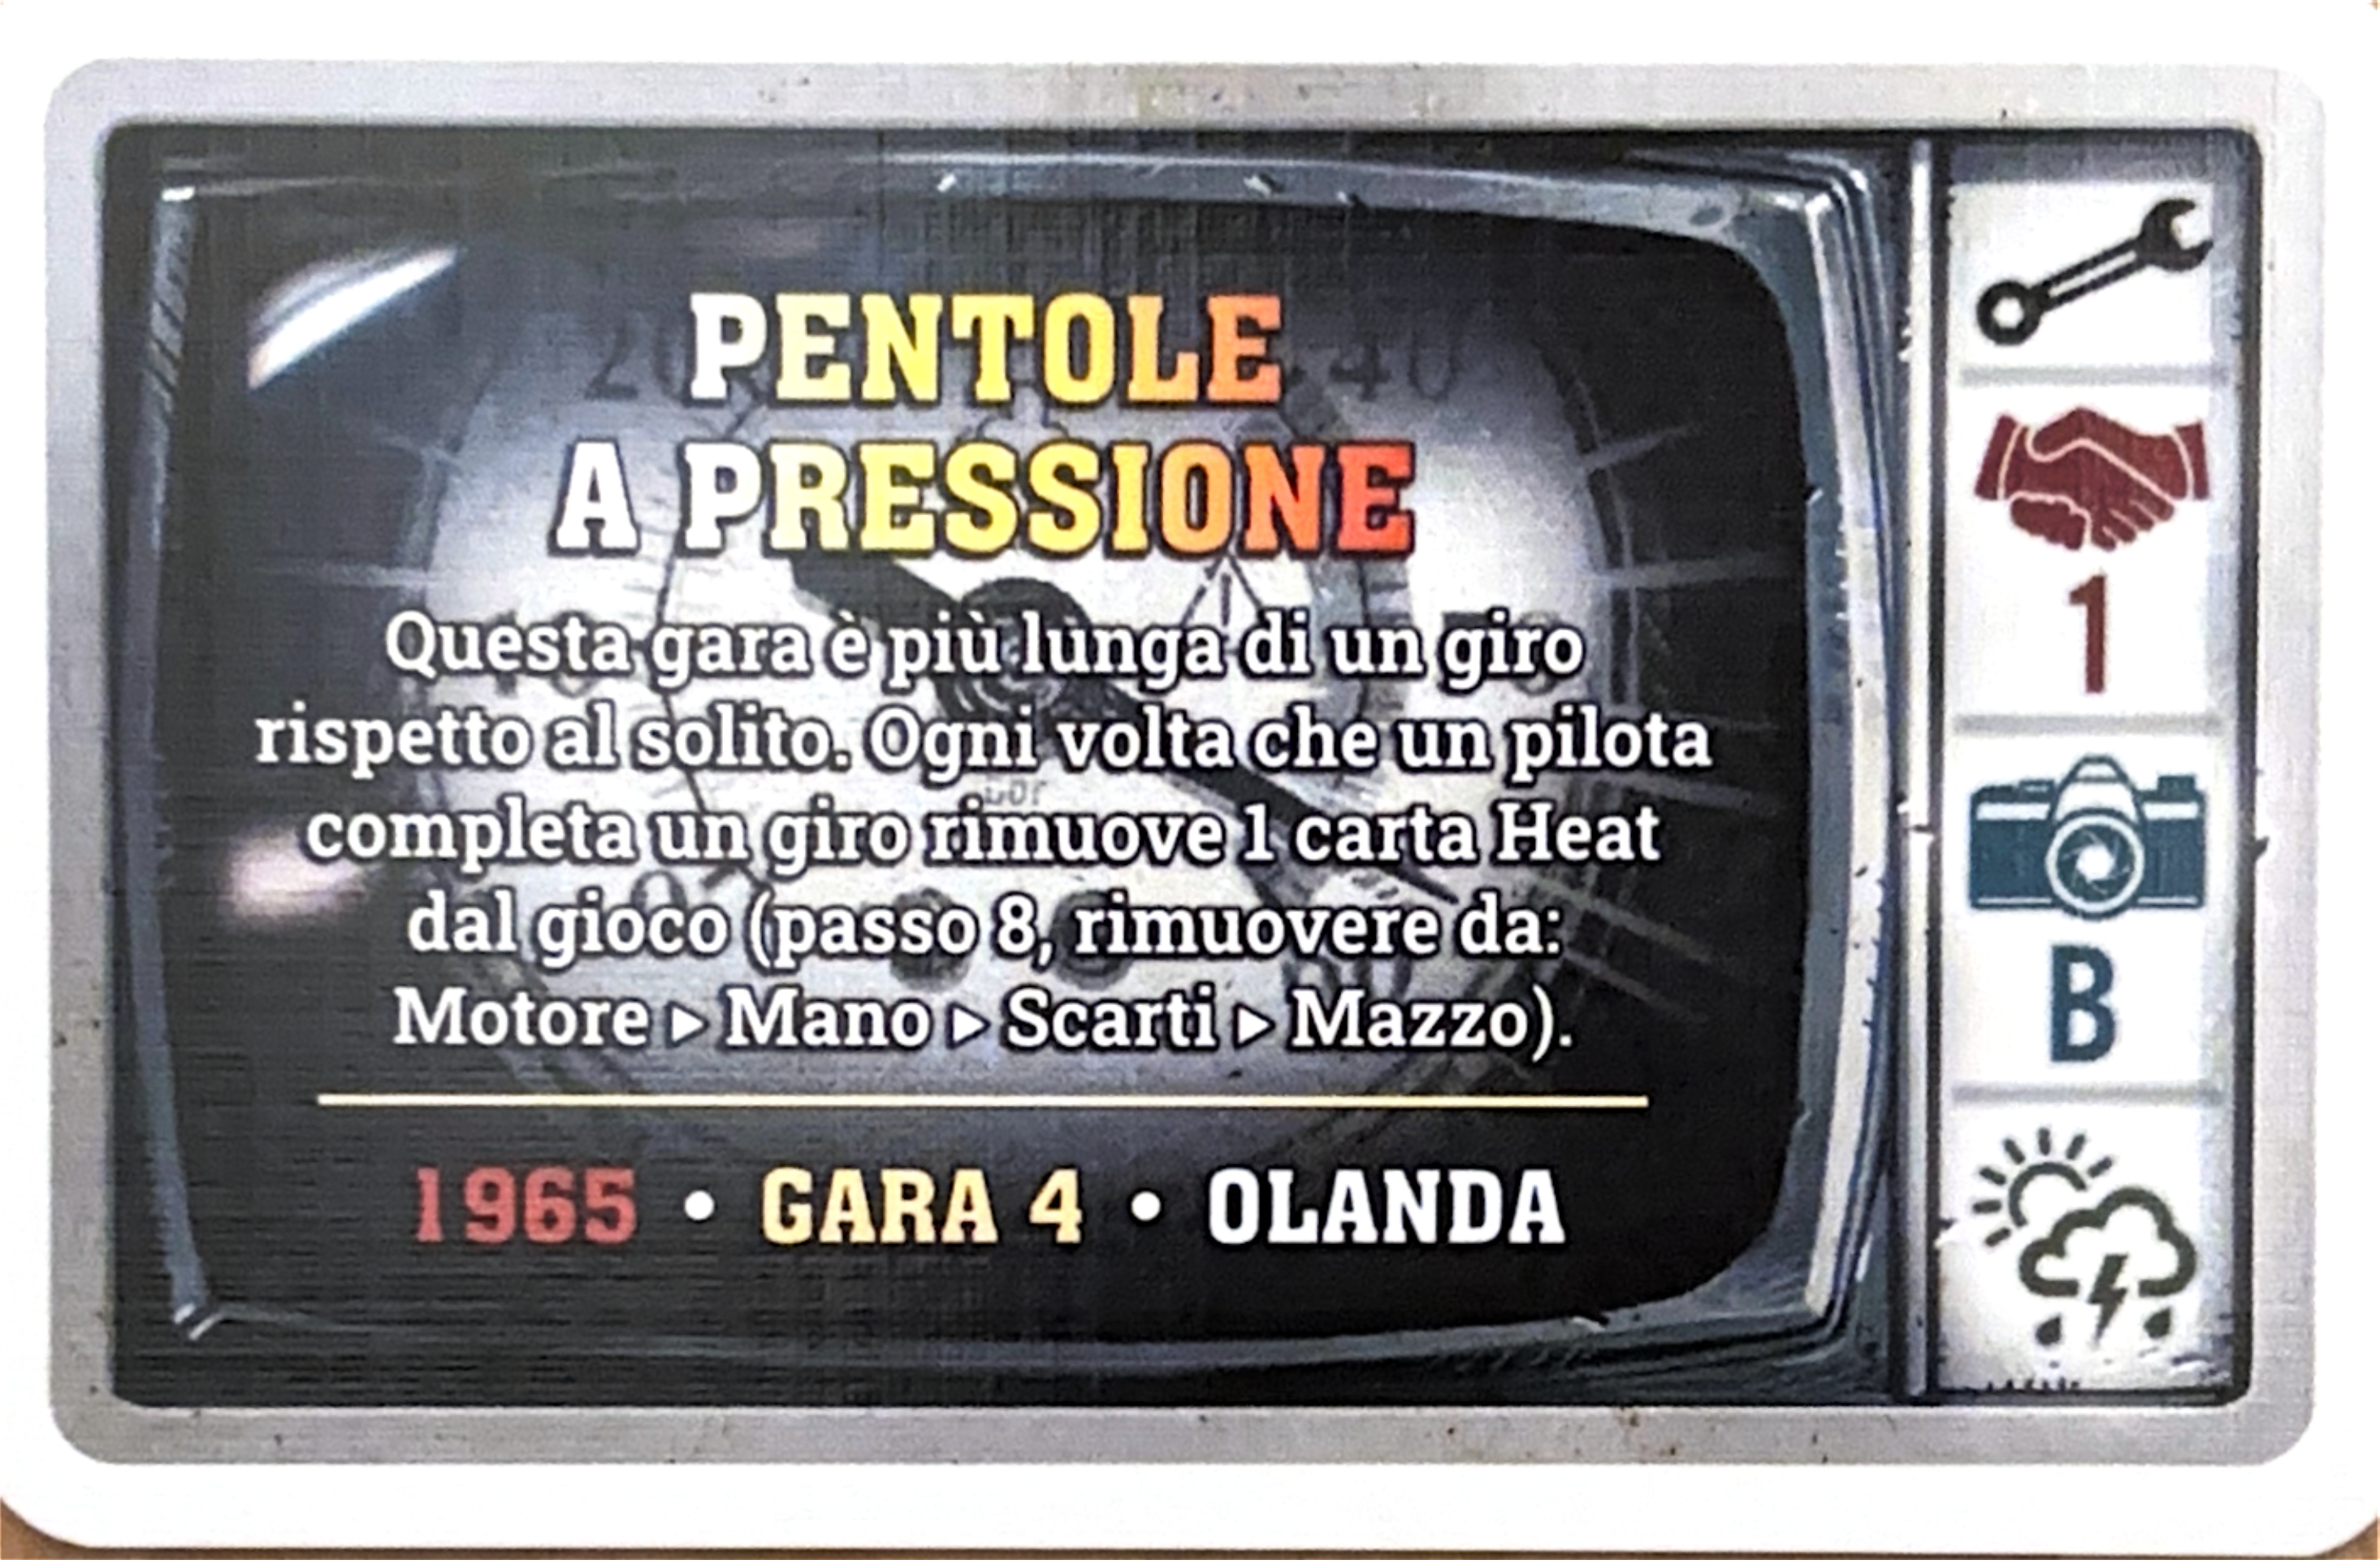 PENTOLE
A PRESSIONE
Questa gara è più lunga di un giro
rispetto al solito. Ogni volta che un pilota
completa un giro rimuove 1 carta Heat
dal gioco (passo 8, rimuovere da:
Motore ▸ Mano ▸ Scarti ▸ Mazzo).
1965 • GARA 4 • OLANDA
1
B